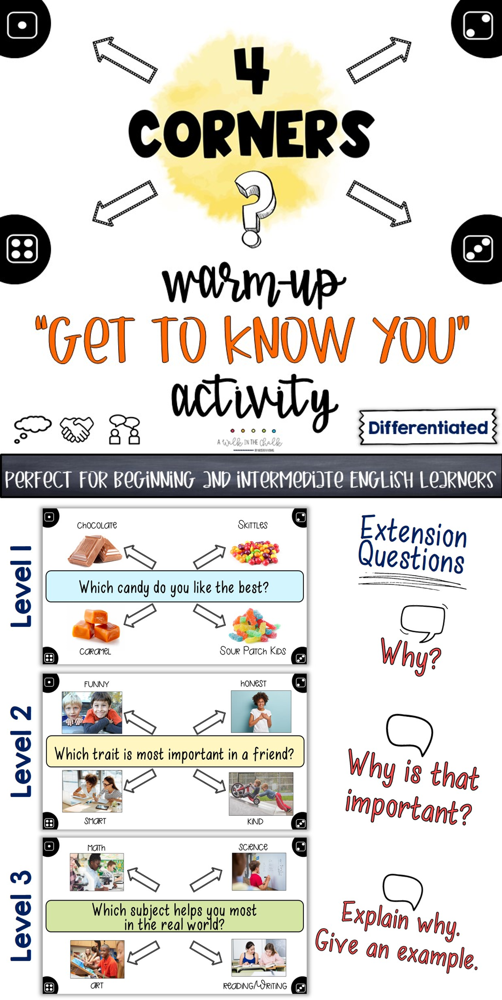 4
CORNERS
?
warm-up
"GET TO KNOW YOU"
activity
Differentiated
A Walk IN THE Chalk
PERFECT FOR BEGINNING AND INTERMEDIATE ENGLISH LEARNERS
Level 1
CHOCOLATE
SKITTLES
Which candy do you like the best?
CARAMEL
SOUR PATCH KIDS
Extension
Questions
Why?
Level 2
FUNNY
HONEST
Which trait is most important in a friend?
SMART
KIND
Why is that
important?
Level 3
MATH
SCIENCE
Which subject helps you most
in the real world?
ART
READING/WRITING
Explain why.
Give an example.